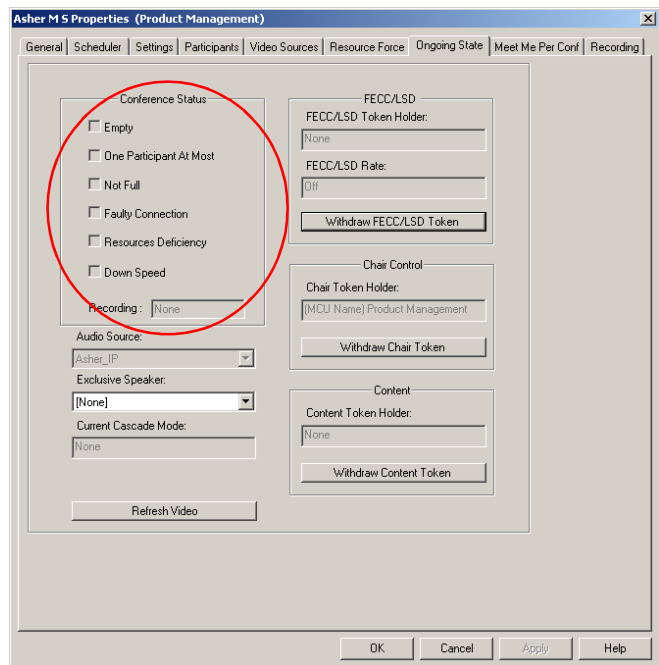 Asher M S Properties (Product Management)
General Scheduler Settings Participants Video Sources Resource Force Ongoing State Meet Me Per Conf Recording
Conference Status
Empty
One Participant At Most
Not Full
Faulty Connection
Resources Deficiency
Down Speed
Recording : None
Audio Source:
Asher_IP
Exclusive Speaker:
[None]
Current Cascade Mode:
None
Refresh Video
FECC/LSD
FECC/LSD Token Holder:
None
FECC/LSD Rate:
Off
Withdraw FECC/LSD Token
Chair Control
Chair Token Holder:
(MCU Name) Product Management
Withdraw Chair Token
Content
Content Token Holder:
None
Withdraw Content Token
OK Cancel Apply Help